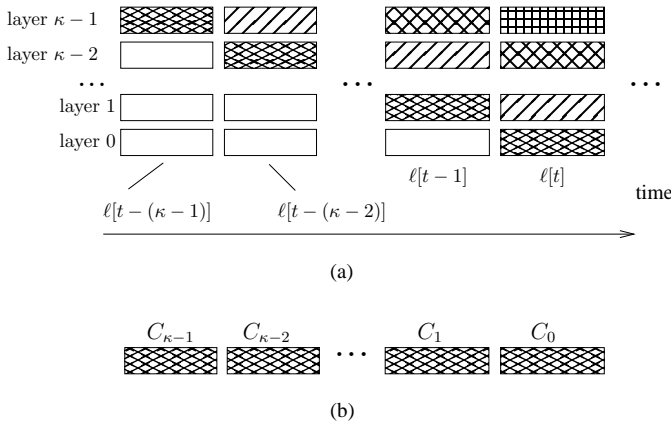 layer κ − 1
layer κ − 2
...
...
...
layer 1
layer 0
ℓ[t − 1]
ℓ[t]
time
ℓ[t − (κ − 1)]
ℓ[t − (κ − 2)]
(a)
C_{κ−1}
C_{κ−2}
...
C_1
C_0
(b)